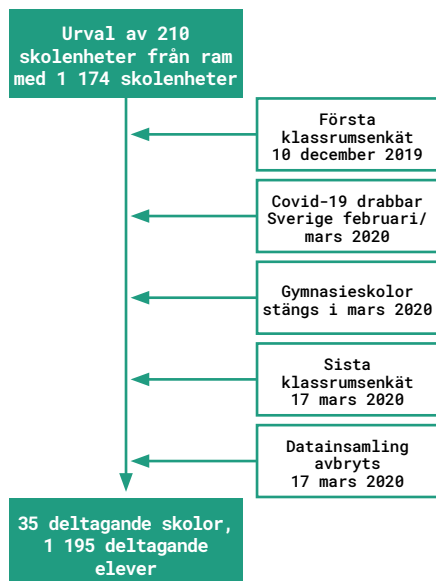 Urval av 210
skolenheter från ram
med 1 174 skolenheter
Första
klassrumsenkät
10 december 2019
Covid-19 drabbar
Sverige februari/
mars 2020
Gymnasieskolor
stängs i mars 2020
Sista
klassrumsenkät
17 mars 2020
Datainsamling
avbryts
17 mars 2020
35 deltagande skolor,
1 195 deltagande
elever